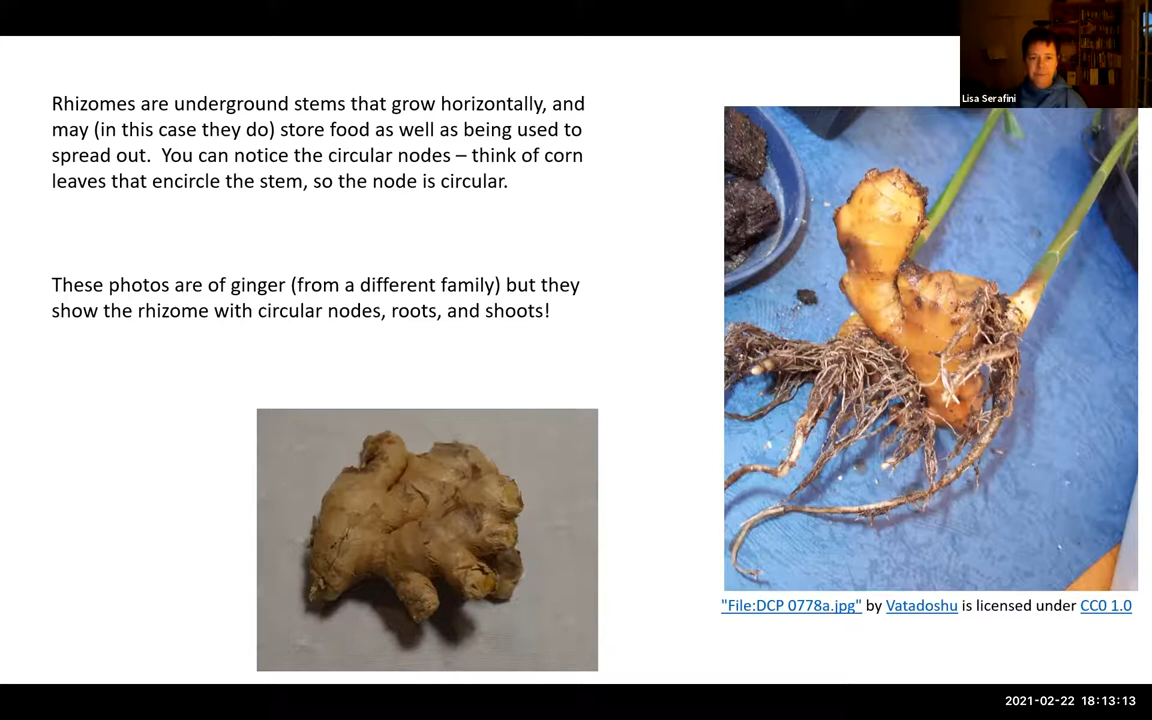 Lisa Serafini
Rhizomes are underground stems that grow horizontally, and
may (in this case they do) store food as well as being used to
spread out.  You can notice the circular nodes – think of corn
leaves that encircle the stem, so the node is circular.
These photos are of ginger (from a different family) but they
show the rhizome with circular nodes, roots, and shoots!
"File:DCP 0778a.jpg" by Vatadoshu is licensed under CC0 1.0
2021-02-22 18:13:13